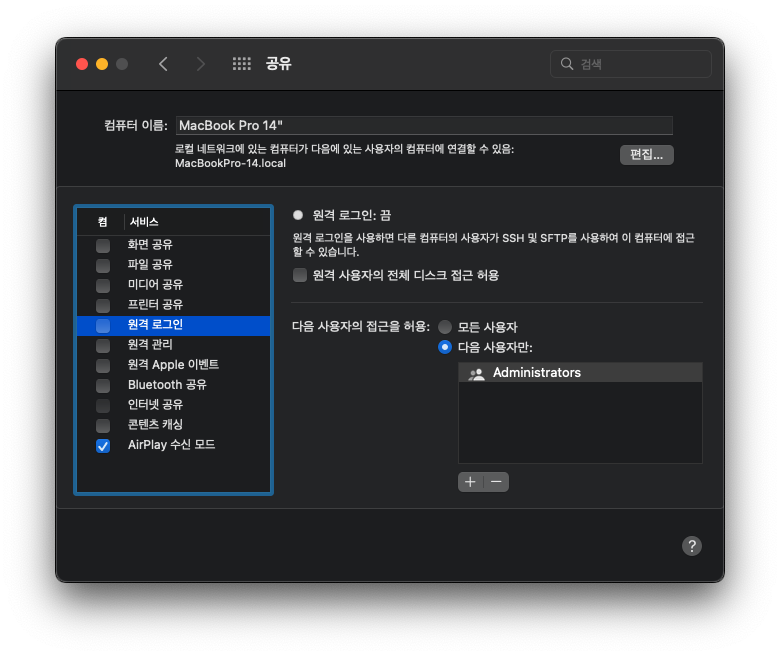 공유
검색
컴퓨터 이름: MacBook Pro 14"
로컬 네트워크에 있는 컴퓨터가 다음에 있는 사용자의 컴퓨터에 연결할 수 있음:
MacBookPro-14.local
편집...
켬 서비스
화면 공유
파일 공유
미디어 공유
프린터 공유
원격 로그인
원격 관리
원격 Apple 이벤트
Bluetooth 공유
인터넷 공유
콘텐츠 캐싱
AirPlay 수신 모드
원격 로그인: 끔
원격 로그인을 사용하면 다른 컴퓨터의 사용자가 SSH 및 SFTP를 사용하여 이 컴퓨터에 접근
할 수 있습니다.
원격 사용자의 전체 디스크 접근 허용
다음 사용자의 접근을 허용: 모든 사용자
다음 사용자만:
Administrators
+ −
?